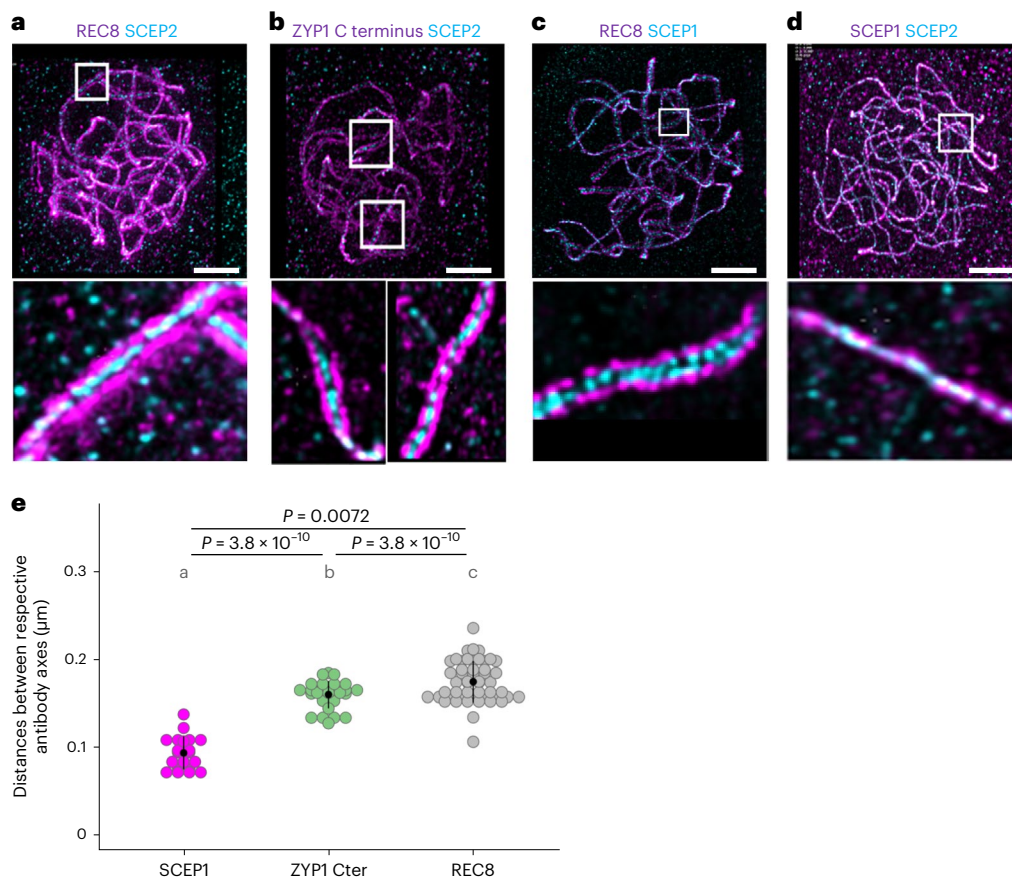 a
REC8 SCEP2
b
ZYP1 C terminus SCEP2
c
REC8 SCEP1
d
SCEP1 SCEP2
e
P = 0.0072
P = 3.8 × 10⁻¹⁰
P = 3.8 × 10⁻¹⁰
a
b
c
Distances between respective
antibody axes (µm)
0.3
0.2
0.1
0
SCEP1
ZYP1 Cter
REC8